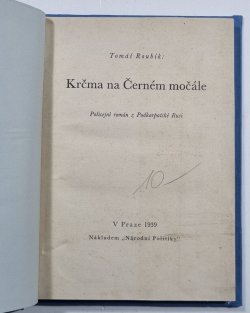 Tomáš Roubík:
Krčma na Černém močále
Policejní román z Podkarpatské Rusi
10 –
V Praze 1939
Nákladem „Národní Politiky“